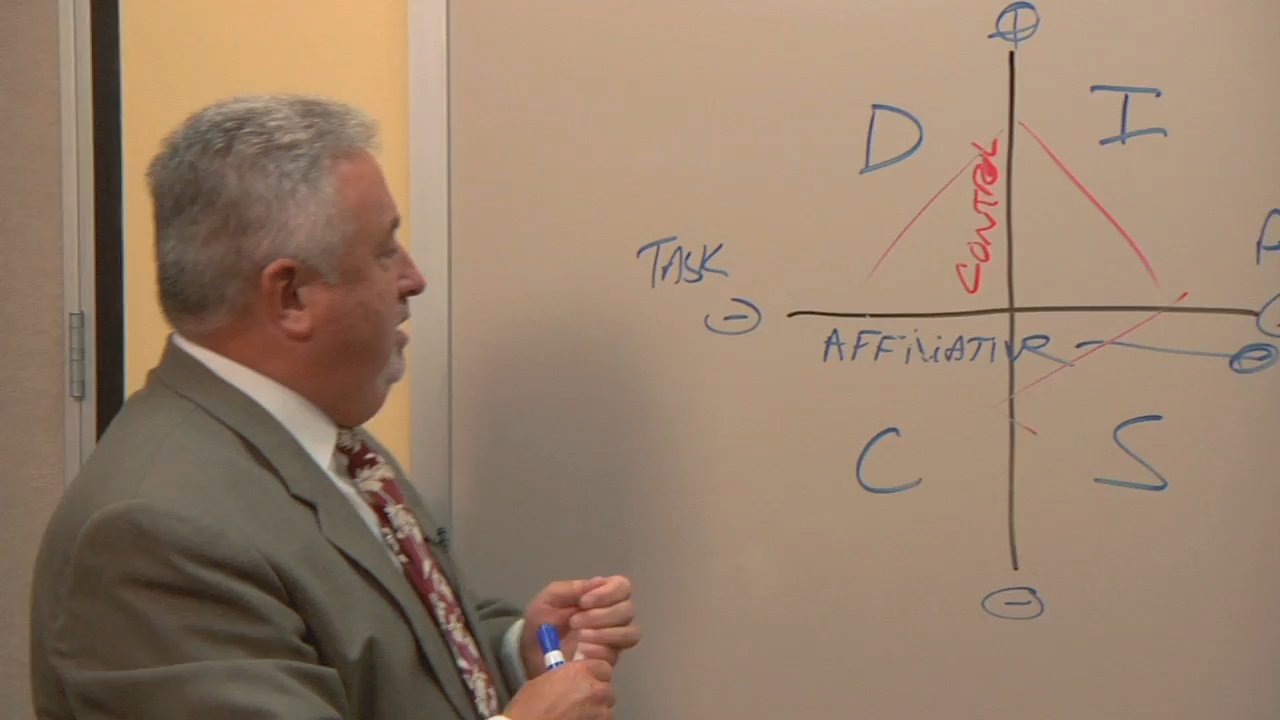 +
D I
CONTROL
TASK P
-
AFFILIATIVE -
C S
-